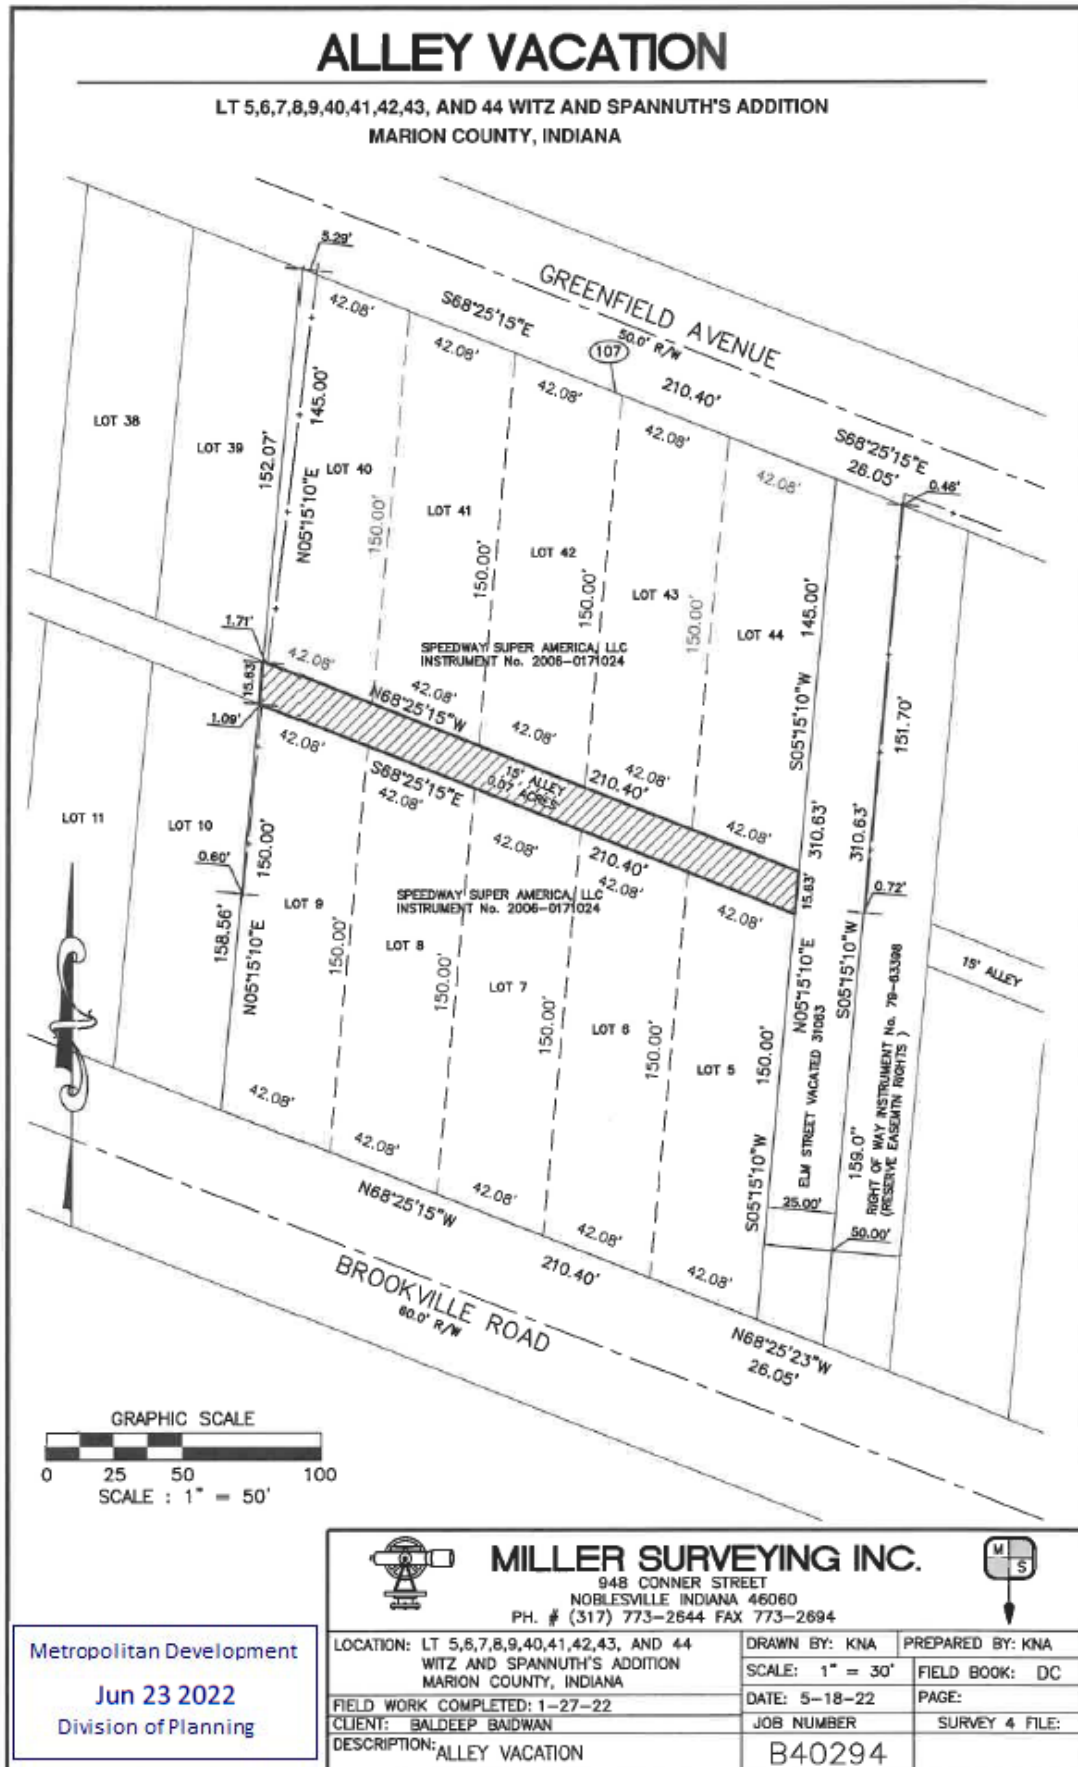 ALLEY VACATION
LT 5,6,7,8,9,40,41,42,43, AND 44 WITZ AND SPANNUTH'S ADDITION
MARION COUNTY, INDIANA
5.29'
GREENFIELD AVENUE
50.0' R/W
42.08'
S68°25'15"E
42.08'
107
42.08'
210.40'
42.08'
42.08'
S68°25'15"E
26.05'
0.46'
LOT 38
LOT 39
152.07'
145.00'
N05°15'10"E
LOT 40
150.00'
LOT 41
150.00'
LOT 42
150.00'
LOT 43
150.00'
LOT 44
145.00'
S05°15'10"W
151.70'
SPEEDWAY SUPER AMERICA, LLC
INSTRUMENT No. 2006-0171024
1.71'
15.63'
1.09'
42.08'
42.08'
N68°25'15"W
42.08'
42.08'
210.40'
42.08'
15' ALLEY
0.07 ACRES
42.08'
S68°25'15"E
42.08'
42.08'
210.40'
42.08'
42.08'
310.63'
310.63'
15.63'
0.72'
LOT 11
LOT 10
0.60'
150.00'
158.56'
N05°15'10"E
SPEEDWAY SUPER AMERICA, LLC
INSTRUMENT No. 2006-0171024
LOT 9
150.00'
LOT 8
150.00'
LOT 7
150.00'
LOT 6
150.00'
LOT 5
150.00'
S05°15'10"W
N05°15'10"E
ELM STREET VACATED 31063
S05°15'10"W
159.0"
RIGHT OF WAY INSTRUMENT No. 79-63398
(RESERVE EASEMTN RIGHTS )
15' ALLEY
25.00'
50.00'
42.08'
42.08'
N68°25'15"W
42.08'
42.08'
210.40'
42.08'
N68°25'23"W
26.05'
BROOKVILLE ROAD
60.0' R/W
GRAPHIC SCALE
0 25 50 100
SCALE : 1" = 50'
MILLER SURVEYING INC.
M
S
948 CONNER STREET
NOBLESVILLE INDIANA 46060
PH. # (317) 773-2644 FAX 773-2694
LOCATION: LT 5,6,7,8,9,40,41,42,43, AND 44
WITZ AND SPANNUTH'S ADDITION
MARION COUNTY, INDIANA
DRAWN BY: KNA
PREPARED BY: KNA
SCALE: 1" = 30'
FIELD BOOK: DC
FIELD WORK COMPLETED: 1-27-22
DATE: 5-18-22
PAGE:
CLIENT: BALDEEP BAIDWAN
JOB NUMBER
SURVEY 4 FILE:
DESCRIPTION: ALLEY VACATION
B40294
Metropolitan Development
Jun 23 2022
Division of Planning